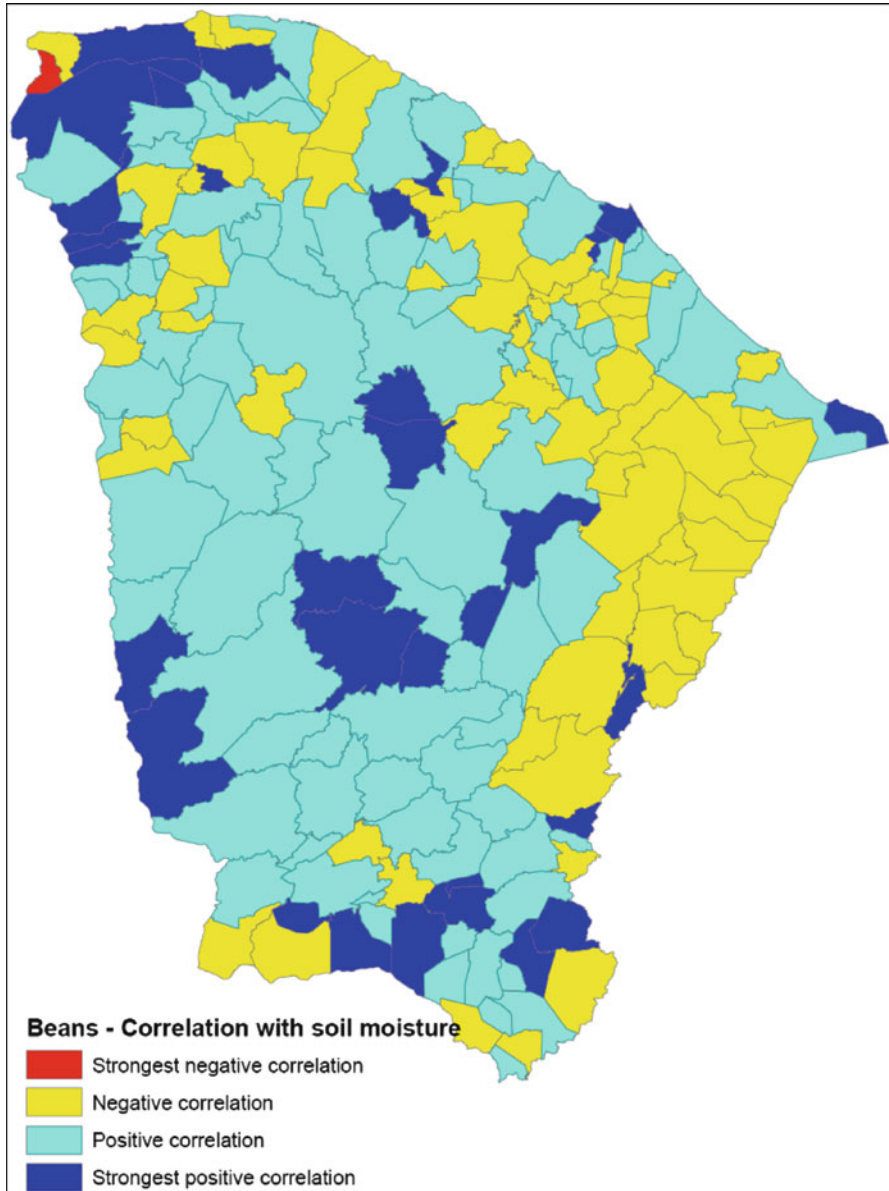 Beans - Correlation with soil moisture
Strongest negative correlation
Negative correlation
Positive correlation
Strongest positive correlation